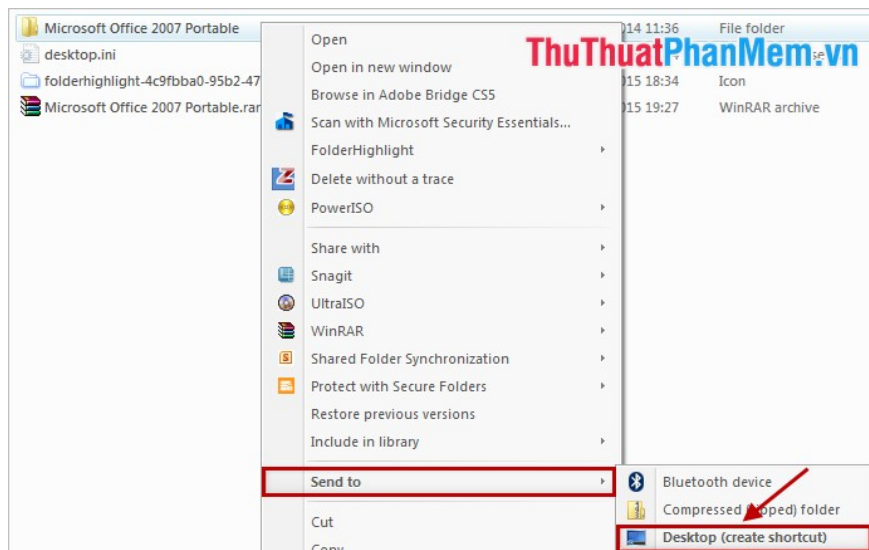 Microsoft Office 2007 Portable
014 11:36 File folder
desktop.ini
ThuThuatPhanMem.vn
folderhighlight-4c9fbba0-95b2-47
015 18:34 Icon
Microsoft Office 2007 Portable.rar
015 19:27 WinRAR archive
Open
Open in new window
Browse in Adobe Bridge CS5
Scan with Microsoft Security Essentials...
FolderHighlight
Delete without a trace
PowerISO
Share with
Snagit
UltraISO
WinRAR
Shared Folder Synchronization
Protect with Secure Folders
Restore previous versions
Include in library
Send to
Bluetooth device
Compressed (zipped) folder
Desktop (create shortcut)
Cut
Copy